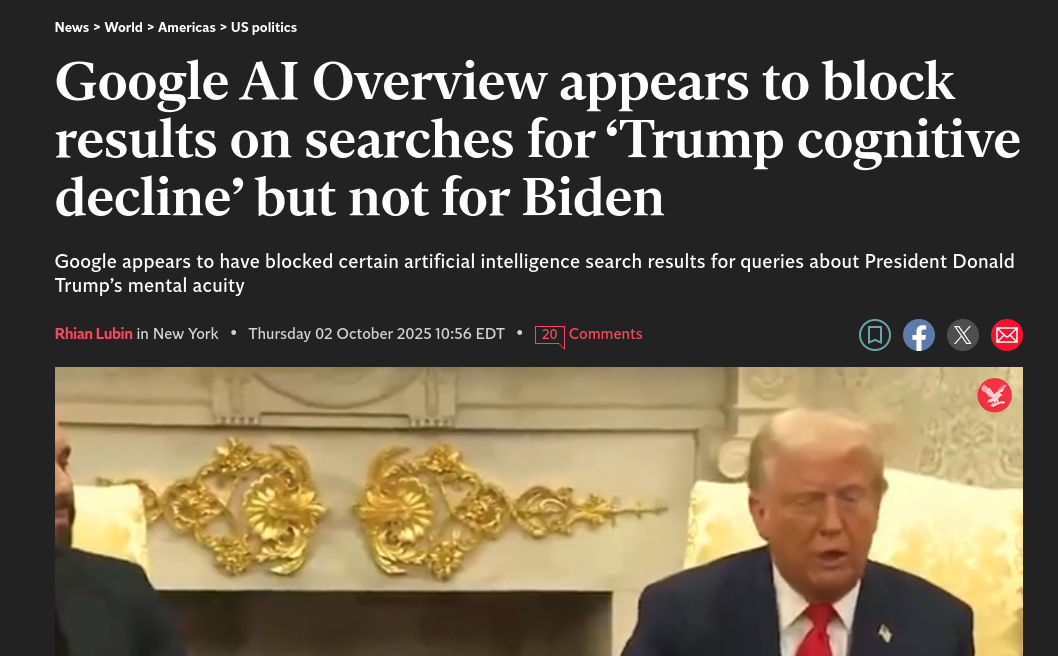 News > World > Americas > US politics
Google AI Overview appears to block
results on searches for ‘Trump cognitive
decline’ but not for Biden
Google appears to have blocked certain artificial intelligence search results for queries about President Donald
Trump’s mental acuity
Rhian Lubin in New York • Thursday 02 October 2025 10:56 EDT • 20 Comments